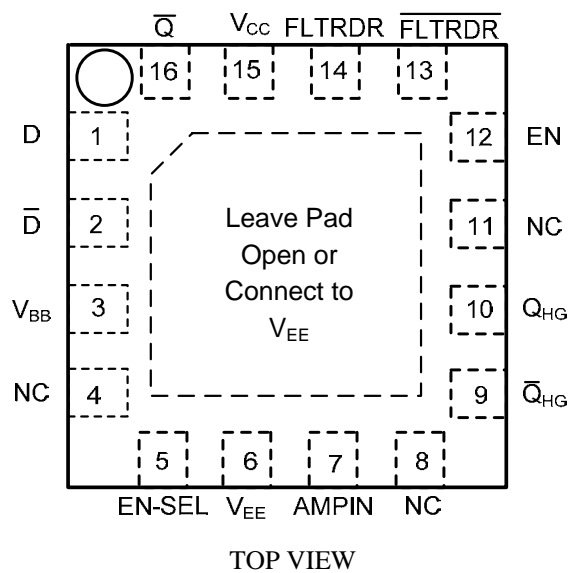 Q̅ V_CC FLTRDR F̅L̅T̅R̅D̅R̅
16 15 14 13
D 1 12 EN
D̅ 2 11 NC
V_BB 3 10 Q_HG
NC 4 9 Q̅_HG
Leave Pad
Open or
Connect to
V_EE
5 6 7 8
EN-SEL V_EE AMPIN NC
TOP VIEW